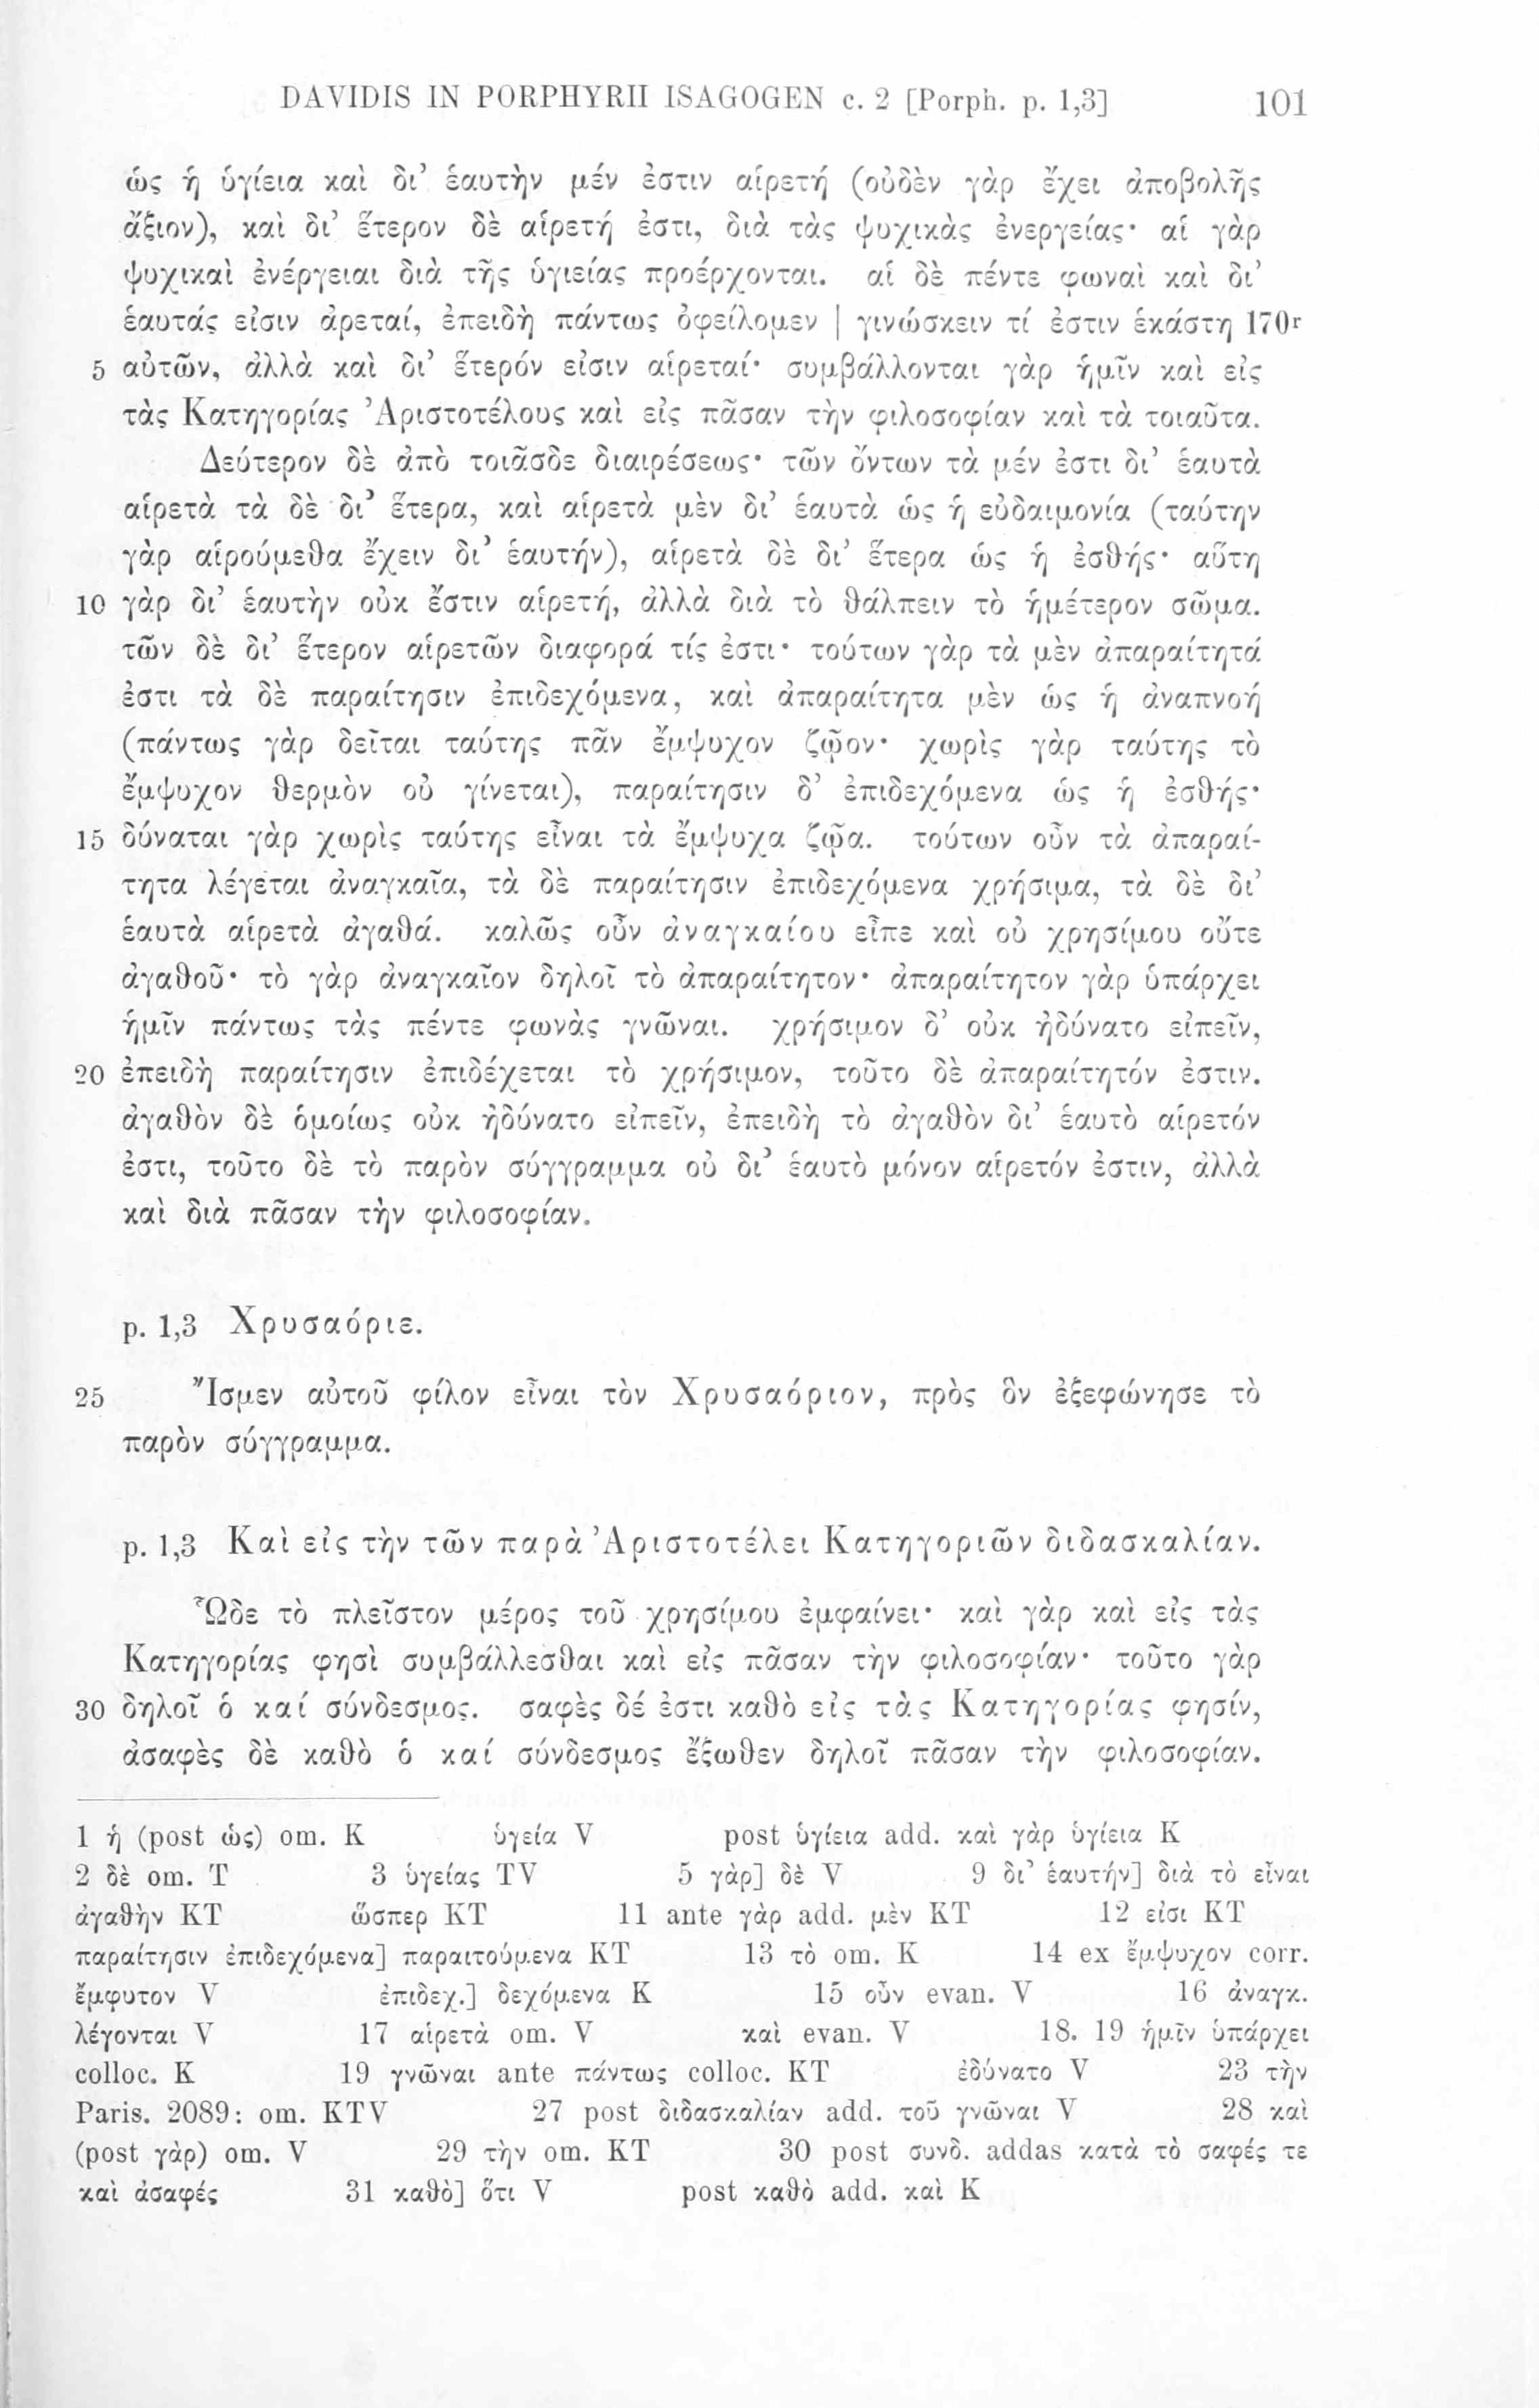 DAVIDIS IN PORPHYRII ISAGOGEN c. 2 [Porph. p. 1,3] 101
ὡς ἡ ὑγίεια καὶ δι’ ἑαυτὴν μέν ἐστιν αἱρετή (οὐδὲν γὰρ ἔχει ἀποβολῆς
ἄξιον), καὶ δι’ ἕτερον δὲ αἱρετή ἐστι, διὰ τὰς ψυχικὰς ἐνεργείας· αἱ γὰρ
ψυχικαὶ ἐνέργειαι διὰ τῆς ὑγιείας προέρχονται. αἱ δὲ πέντε φωναὶ καὶ δι’
ἑαυτάς εἰσιν ἀρεταί, ἐπειδὴ πάντως ὀφείλομεν | γινώσκειν τί ἐστιν ἑκάστη 170r
5 αὐτῶν, ἀλλὰ καὶ δι’ ἕτερόν εἰσιν αἱρεταί· συμβάλλονται γὰρ ἡμῖν καὶ εἰς
τὰς Κατηγορίας Ἀριστοτέλους καὶ εἰς πᾶσαν τὴν φιλοσοφίαν καὶ τὰ τοιαῦτα.
Δεύτερον δὲ ἀπὸ τοιᾶσδε διαιρέσεως· τῶν ὄντων τὰ μέν ἐστι δι’ ἑαυτὰ
αἱρετὰ τὰ δὲ δι’ ἕτερα, καὶ αἱρετὰ μὲν δι’ ἑαυτὰ ὡς ἡ εὐδαιμονία (ταύτην
γὰρ αἱρούμεθα ἔχειν δι’ ἑαυτήν), αἱρετὰ δὲ δι’ ἕτερα ὡς ἡ ἐσθής· αὕτη
10 γὰρ δι’ ἑαυτὴν οὐκ ἔστιν αἱρετή, ἀλλὰ διὰ τὸ θάλπειν τὸ ἡμέτερον σῶμα.
τῶν δὲ δι’ ἕτερον αἱρετῶν διαφορά τίς ἐστι· τούτων γὰρ τὰ μὲν ἀπαραίτητά
ἐστι τὰ δὲ παραίτησιν ἐπιδεχόμενα, καὶ ἀπαραίτητα μὲν ὡς ἡ ἀναπνοή
(πάντως γὰρ δεῖται ταύτης πᾶν ἔμψυχον ζῷον· χωρὶς γὰρ ταύτης τὸ
ἔμψυχον θερμὸν οὐ γίνεται), παραίτησιν δ’ ἐπιδεχόμενα ὡς ἡ ἐσθής·
15 δύναται γὰρ χωρὶς ταύτης εἶναι τὰ ἔμψυχα ζῷα. τούτων οὖν τὰ ἀπαραί-
τητα λέγεται ἀναγκαῖα, τὰ δὲ παραίτησιν ἐπιδεχόμενα χρήσιμα, τὰ δὲ δι’
ἑαυτὰ αἱρετὰ ἀγαθά. καλῶς οὖν ἀναγκαίου εἶπε καὶ οὐ χρησίμου οὔτε
ἀγαθοῦ· τὸ γὰρ ἀναγκαῖον δηλοῖ τὸ ἀπαραίτητον· ἀπαραίτητον γὰρ ὑπάρχει
ἡμῖν πάντως τὰς πέντε φωνὰς γνῶναι. χρήσιμον δ’ οὐκ ἠδύνατο εἰπεῖν,
20 ἐπειδὴ παραίτησιν ἐπιδέχεται τὸ χρήσιμον, τοῦτο δὲ ἀπαραίτητόν ἐστιν.
ἀγαθὸν δὲ ὁμοίως οὐκ ἠδύνατο εἰπεῖν, ἐπειδὴ τὸ ἀγαθὸν δι’ ἑαυτὸ αἱρετόν
ἐστι, τοῦτο δὲ τὸ παρὸν σύγγραμμα οὐ δι’ ἑαυτὸ μόνον αἱρετόν ἐστιν, ἀλλὰ
καὶ διὰ πᾶσαν τὴν φιλοσοφίαν.
p. 1,3 Χρυσαόριε.
25 Ἴσμεν αὐτοῦ φίλον εἶναι τὸν Χρυσαόριον, πρὸς ὃν ἐξεφώνησε τὸ
παρὸν σύγγραμμα.
p. 1,3 Καὶ εἰς τὴν τῶν παρὰ Ἀριστοτέλει Κατηγοριῶν διδασκαλίαν.
Ὧδε τὸ πλεῖστον μέρος τοῦ χρησίμου ἐμφαίνει· καὶ γὰρ καὶ εἰς τὰς
Κατηγορίας φησὶ συμβάλλεσθαι καὶ εἰς πᾶσαν τὴν φιλοσοφίαν· τοῦτο γὰρ
30 δηλοῖ ὁ καί σύνδεσμος. σαφὲς δέ ἐστι καθὸ εἰς τὰς Κατηγορίας φησίν,
ἀσαφὲς δὲ καθὸ ὁ καί σύνδεσμος ἔξωθεν δηλοῖ πᾶσαν τὴν φιλοσοφίαν.
1 ἡ (post ὡς) om. K ὑγεία V post ὑγίεια add. καὶ γὰρ ὑγίεια K
2 δὲ om. T 3 ὑγείας TV 5 γὰρ] δὲ V 9 δι’ ἑαυτήν] διὰ τὸ εἶναι
ἀγαθὴν KT ὥσπερ KT 11 ante γὰρ add. μὲν KT 12 εἰσι KT
παραίτησιν ἐπιδεχόμενα] παραιτούμενα KT 13 τὸ om. K 14 ex ἔμψυχον corr.
ἔμφυτον V ἐπιδεχ.] δεχόμενα K 15 οὖν evan. V 16 ἀναγκ.
λέγονται V 17 αἱρετὰ om. V καὶ evan. V 18. 19 ἡμῖν ὑπάρχει
colloc. K 19 γνῶναι ante πάντως colloc. KT ἐδύνατο V 23 τὴν
Paris. 2089: om. KTV 27 post διδασκαλίαν add. τοῦ γνῶναι V 28 καὶ
(post γὰρ) om. V 29 τὴν om. KT 30 post συνδ. addas κατὰ τὸ σαφές τε
καὶ ἀσαφές 31 καθὸ] ὅτι V post καθὸ add. καὶ K